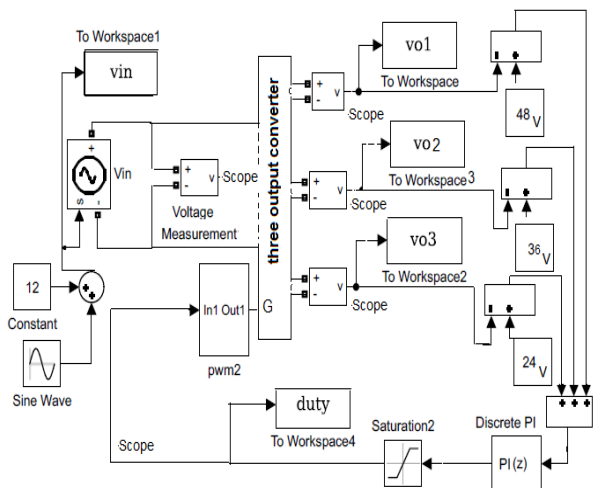 To Workspace1
vin
vo1
To Workspace
48 V
+
-
v
Scope
three output converter
s
+
-
Vin
+
-
v
Scope
Voltage
Measurement
vo2
To Workspace3
+
-
v
Scope
36 V
vo3
To Workspace2
+
-
v
Scope
24 V
12
Constant
Sine Wave
In1 Out1
pwm2
G
duty
To Workspace4
Scope
Saturation2
Discrete PI
PI(z)
- +
- +
- +
+ + +
+ +